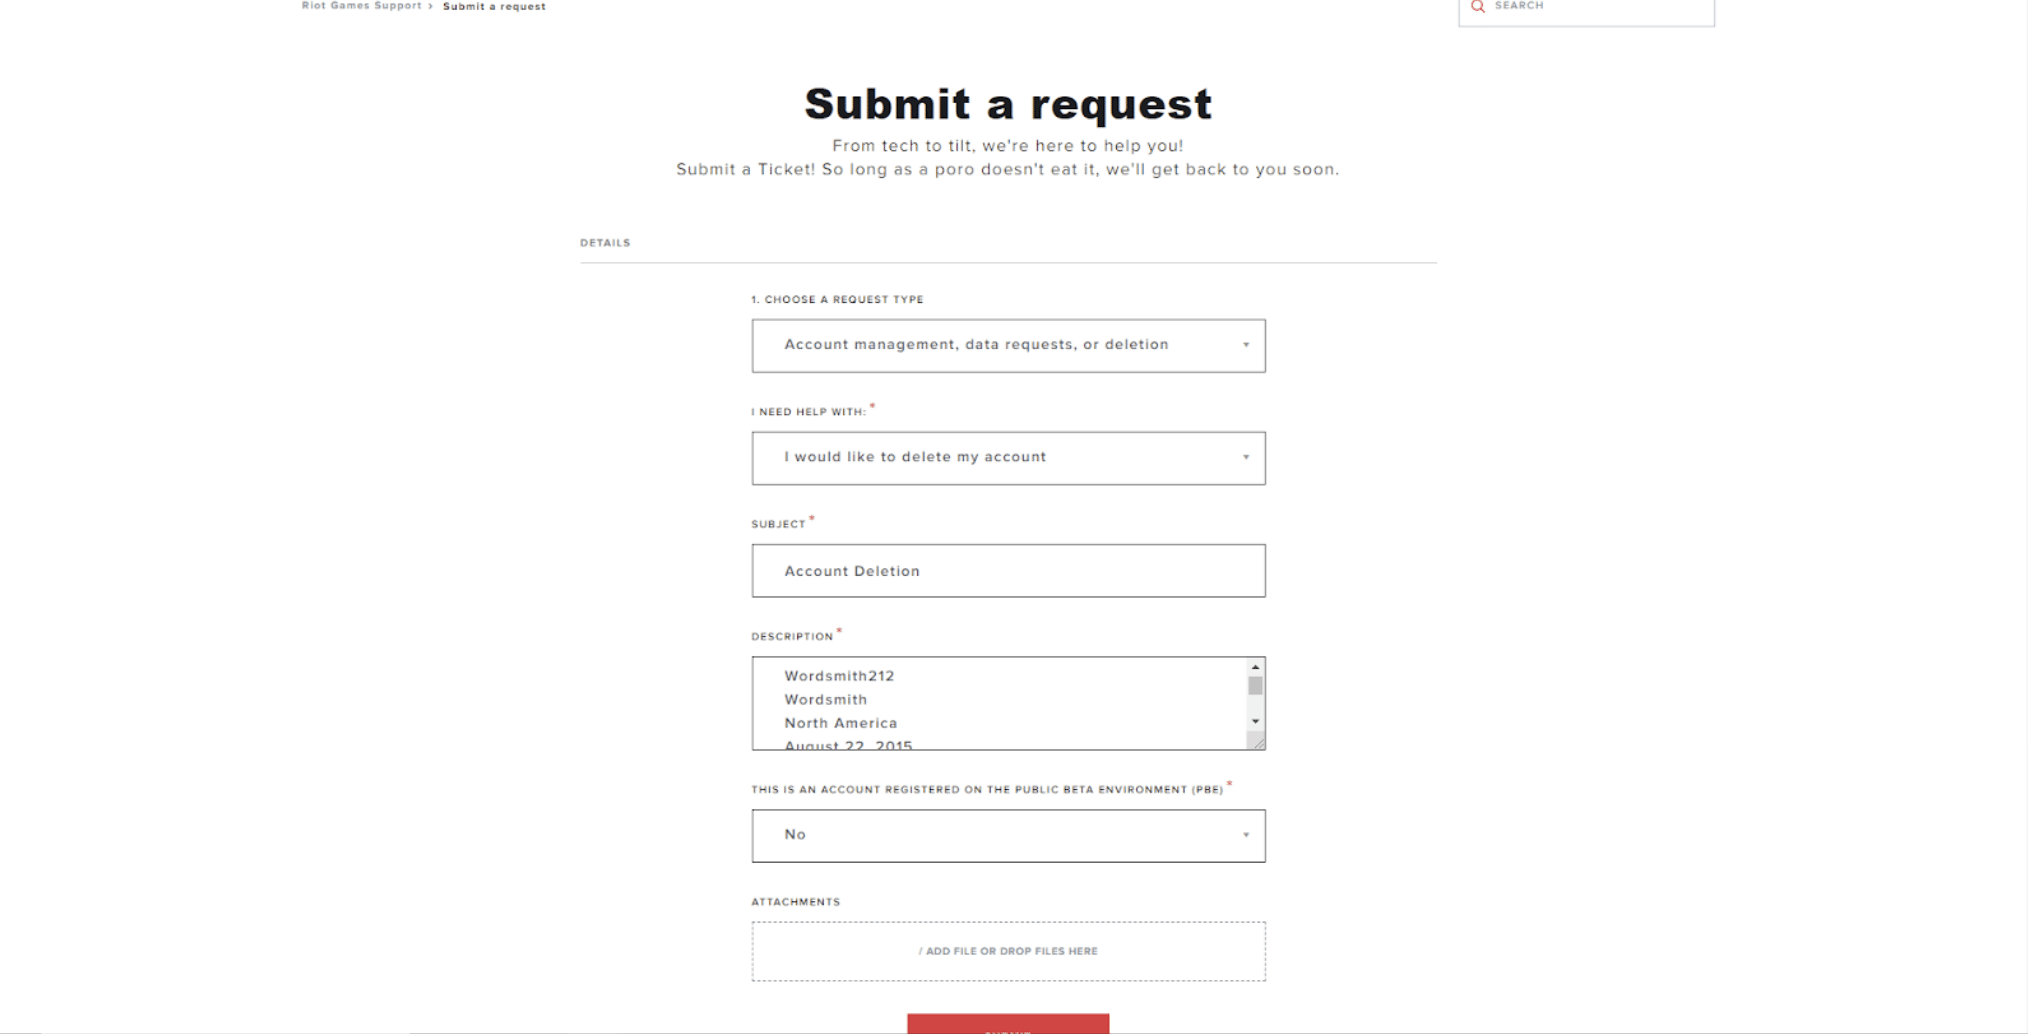 Riot Games Support › Submit a request
SEARCH
Submit a request
From tech to tilt, we're here to help you!
Submit a Ticket! So long as a poro doesn't eat it, we'll get back to you soon.
DETAILS
1. CHOOSE A REQUEST TYPE
Account management, data requests, or deletion
I NEED HELP WITH: *
I would like to delete my account
SUBJECT *
Account Deletion
DESCRIPTION *
Wordsmith212
Wordsmith
North America
August 22, 2015
THIS IS AN ACCOUNT REGISTERED ON THE PUBLIC BETA ENVIRONMENT (PBE) *
No
ATTACHMENTS
/ ADD FILE OR DROP FILES HERE